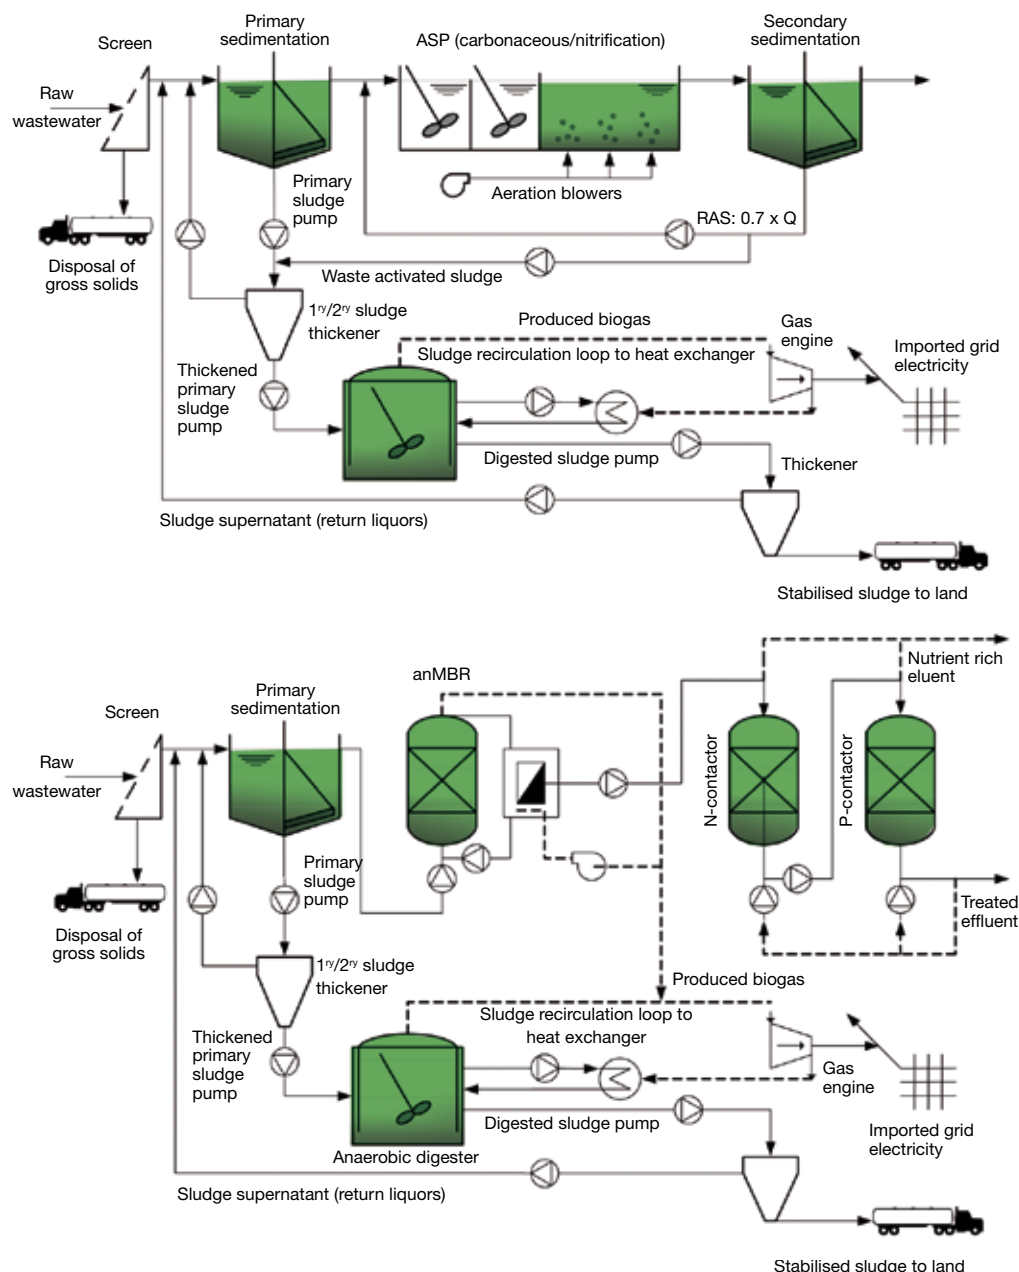 Primary
sedimentation
ASP (carbonaceous/nitrification)
Secondary
sedimentation
Screen
Raw
wastewater
Primary
sludge
pump
Aeration blowers
RAS: 0.7 x Q
Disposal of
gross solids
Waste activated sludge
1ry/2ry sludge
thickener
Produced biogas
Gas
engine
Sludge recirculation loop to heat exchanger
Imported grid
electricity
Thickened
primary
sludge
pump
Digested sludge pump
Thickener
Sludge supernatant (return liquors)
Stabilised sludge to land
Nutrient rich
eluent
anMBR
Primary
sedimentation
Screen
Raw
wastewater
N-contactor
P-contactor
Primary
sludge
pump
Treated
effluent
Disposal of
gross solids
1ry/2ry sludge
thickener
Produced biogas
Sludge recirculation loop to
heat exchanger
Thickened
primary
sludge
pump
Gas
engine
Digested sludge pump
Imported grid
electricity
Anaerobic digester
Sludge supernatant (return liquors)
Stabilised sludge to land